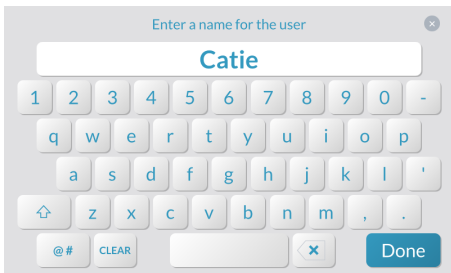 Enter a name for the user
Catie
1 2 3 4 5 6 7 8 9 0 -
q w e r t y u i o p
a s d f g h j k l '
z x c v b n m , .
@ # CLEAR Done